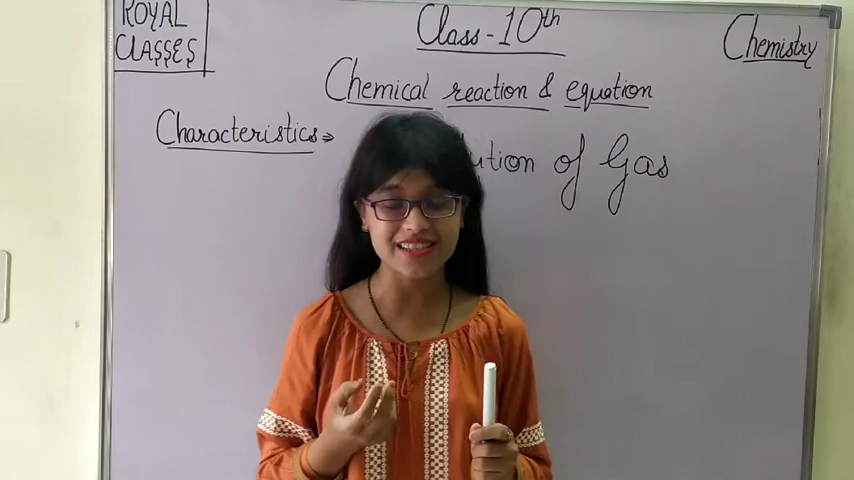 ROYAL
CLASSES
Class - 10th
Chemistry
Chemical reaction & equation
Characteristics ⇒
of Gas